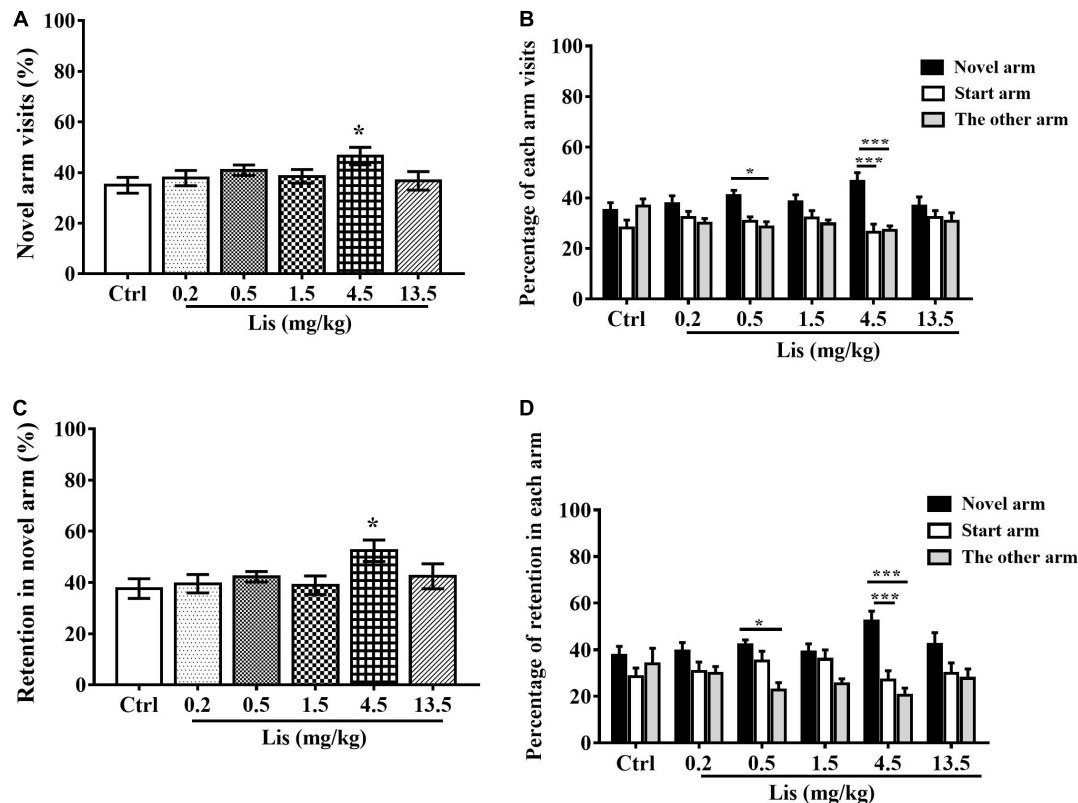 A
Novel arm visits (%)
100
80
60
40
20
0
*
Ctrl 0.2 0.5 1.5 4.5 13.5
Lis (mg/kg)
B
Percentage of each arm visits
100
80
60
40
20
0
Novel arm
Start arm
The other arm
*
***
***
Ctrl 0.2 0.5 1.5 4.5 13.5
Lis (mg/kg)
C
Retention in novel arm (%)
100
80
60
40
20
0
*
Ctrl 0.2 0.5 1.5 4.5 13.5
Lis (mg/kg)
D
Percentage of retention in each arm
100
80
60
40
20
0
Novel arm
Start arm
The other arm
*
***
***
Ctrl 0.2 0.5 1.5 4.5 13.5
Lis (mg/kg)